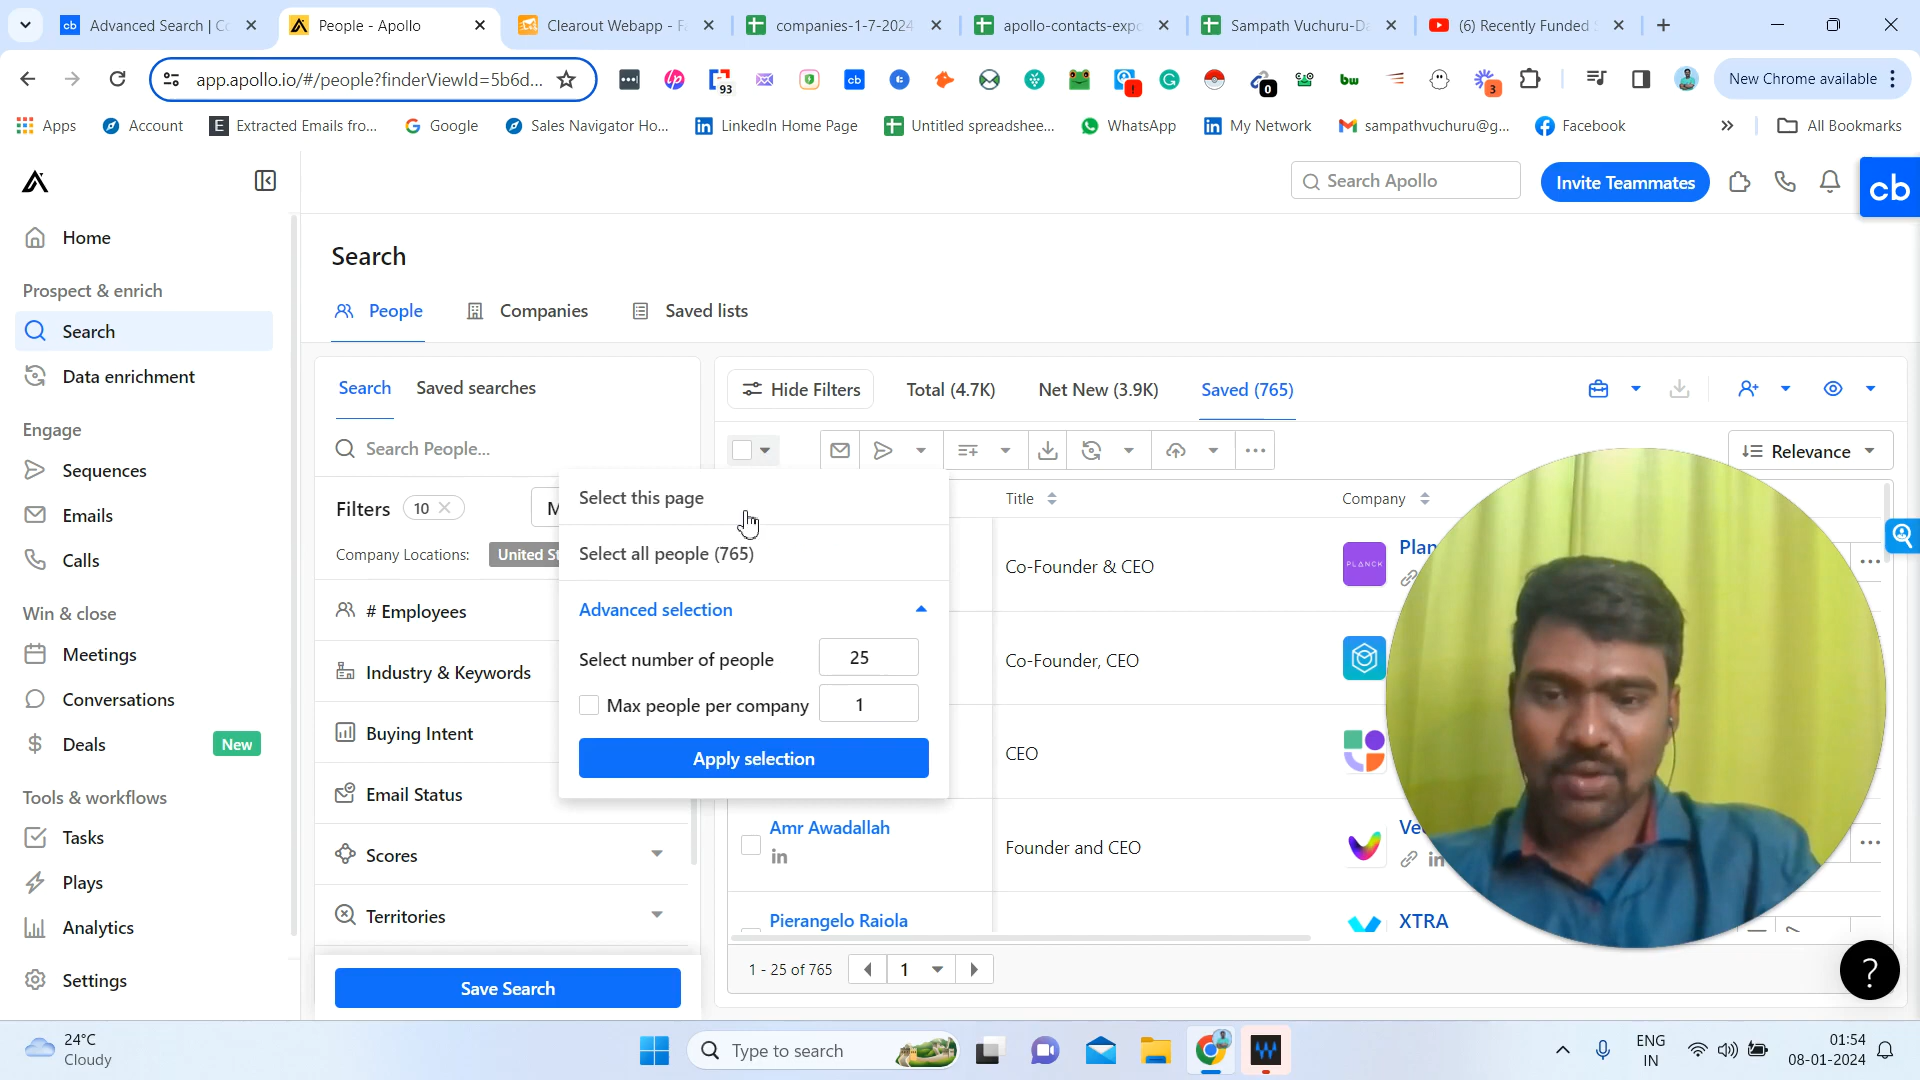 Advanced Search | C
People - Apollo
Clearout Webapp - F
companies-1-7-2024
apollo-contacts-exp
Sampath Vuchuru-D
(6) Recently Funded
app.apollo.io/#/people?finderViewId=5b6d...
New Chrome available
Apps
Account
Extracted Emails fro...
Google
Sales Navigator Ho...
LinkedIn Home Page
Untitled spreadshee...
WhatsApp
My Network
sampathvuchuru@g...
Facebook
All Bookmarks
Search Apollo
Invite Teammates
cb
Home
Prospect & enrich
Search
Data enrichment
Engage
Sequences
Emails
Calls
Win & close
Meetings
Conversations
Deals
New
Tools & workflows
Tasks
Plays
Analytics
Settings
Search
People
Companies
Saved lists
Search
Saved searches
Search People...
Filters
10
M
Company Locations:
United St
# Employees
Industry & Keywords
Buying Intent
Email Status
Scores
Territories
Save Search
Hide Filters
Total (4.7K)
Net New (3.9K)
Saved (765)
Relevance
Select this page
Select all people (765)
Advanced selection
Select number of people
25
Max people per company
1
Apply selection
Title
Company
Co-Founder & CEO
PLANCK
Plan
Co-Founder, CEO
CEO
Amr Awadallah
Founder and CEO
Ve
Pierangelo Raiola
XTRA
1 - 25 of 765
1
24°C
Cloudy
Type to search
ENG
IN
01:54
08-01-2024